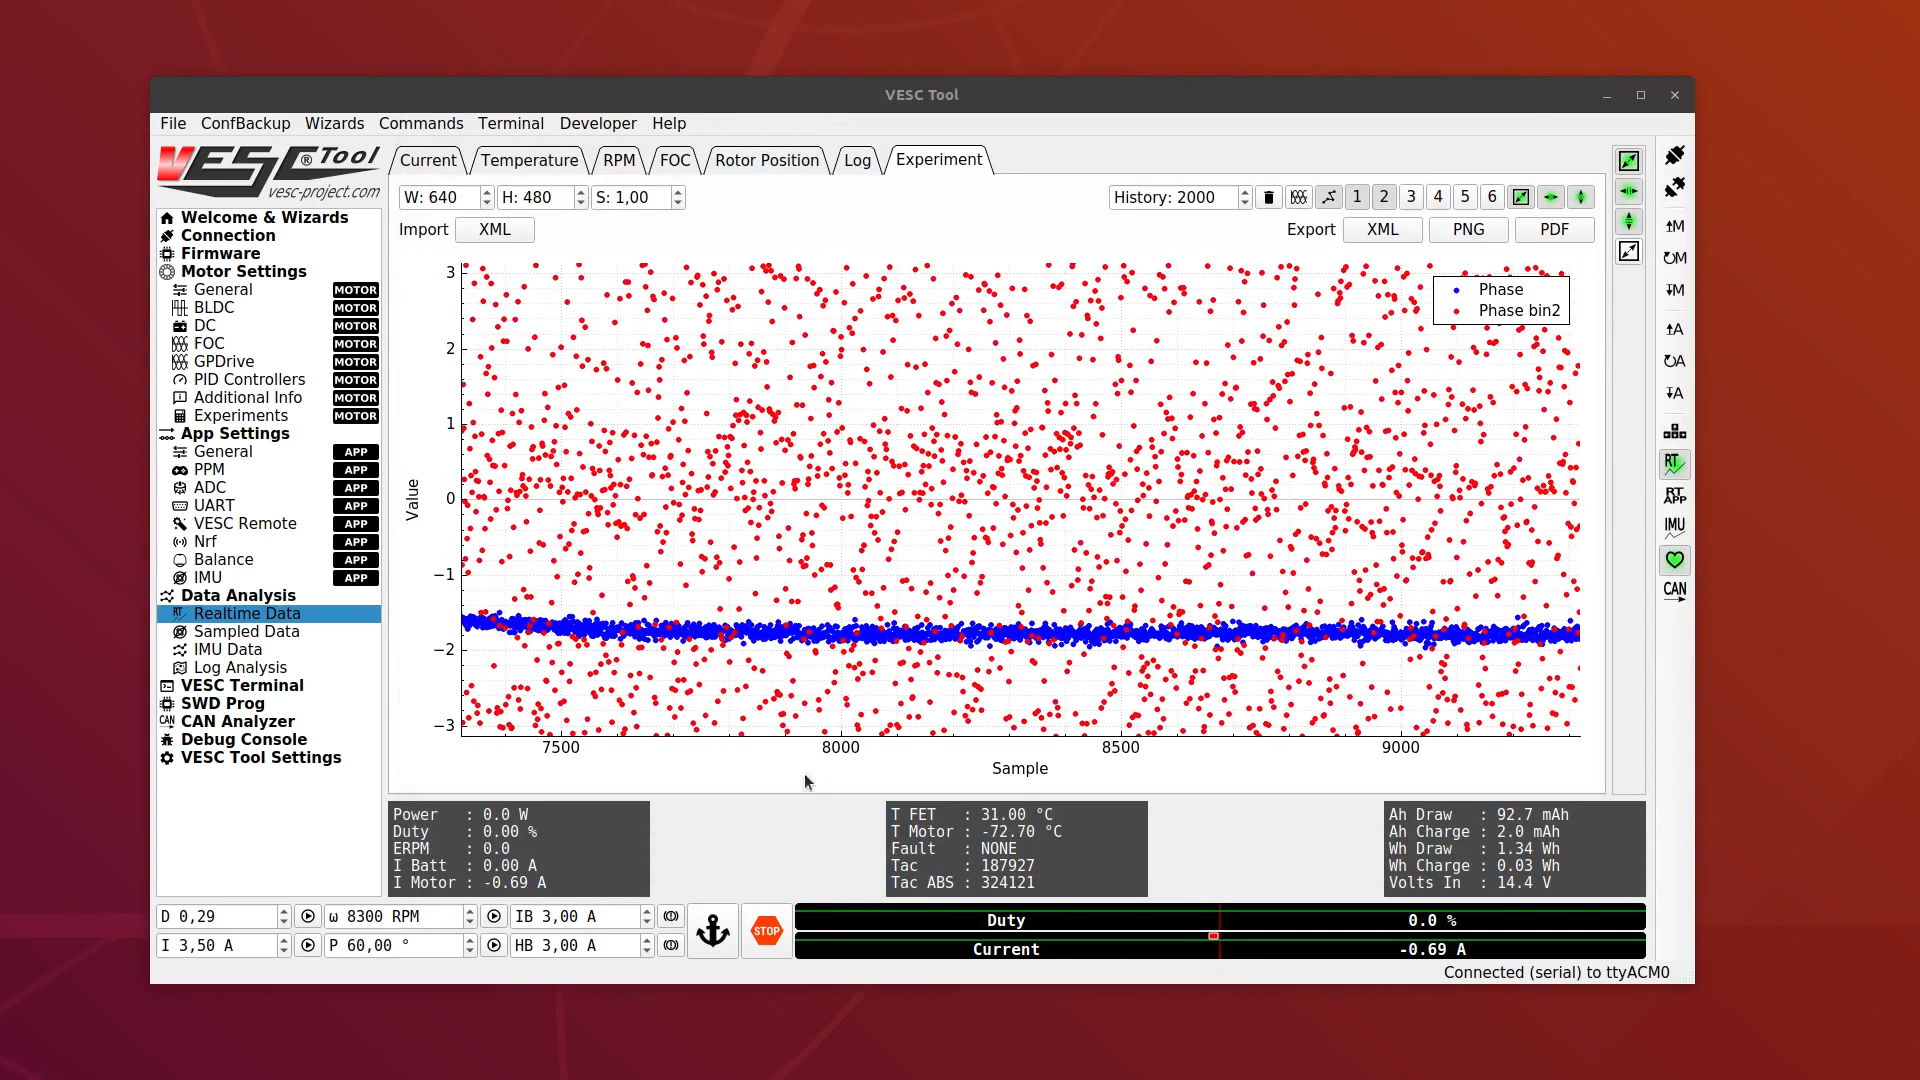 VESC Tool
File ConfBackup Wizards Commands Terminal Developer Help
VESC® Tool
vesc-project.com
Welcome & Wizards
Connection
Firmware
Motor Settings
General MOTOR
BLDC MOTOR
DC MOTOR
FOC MOTOR
GPDrive MOTOR
PID Controllers MOTOR
Additional Info MOTOR
Experiments MOTOR
App Settings
General APP
PPM APP
ADC APP
UART APP
VESC Remote APP
Nrf APP
Balance APP
IMU APP
Data Analysis
RT Realtime Data
Sampled Data
IMU Data
Log Analysis
VESC Terminal
SWD Prog
CAN CAN Analyzer
Debug Console
VESC Tool Settings
Current Temperature RPM FOC Rotor Position Log Experiment
W: 640 H: 480 S: 1,00 History: 2000 1 2 3 4 5 6
Import XML Export XML PNG PDF
3
2
1
0
−1
−2
−3
Value
Phase
Phase bin2
7500 8000 8500 9000
Sample
M
M
M
A
A
A
RT
RT APP
IMU
CAN
Power : 0.0 W
Duty : 0.00 %
ERPM : 0.0
I Batt : 0.00 A
I Motor : -0.69 A
T FET : 31.00 °C
T Motor : -72.70 °C
Fault : NONE
Tac : 187927
Tac ABS : 324121
Ah Draw : 92.7 mAh
Ah Charge : 2.0 mAh
Wh Draw : 1.34 Wh
Wh Charge : 0.03 Wh
Volts In : 14.4 V
D 0,29 ω 8300 RPM IB 3,00 A
I 3,50 A P 60,00 ° HB 3,00 A
STOP
Duty 0.0 %
Current -0.69 A
Connected (serial) to ttyACM0